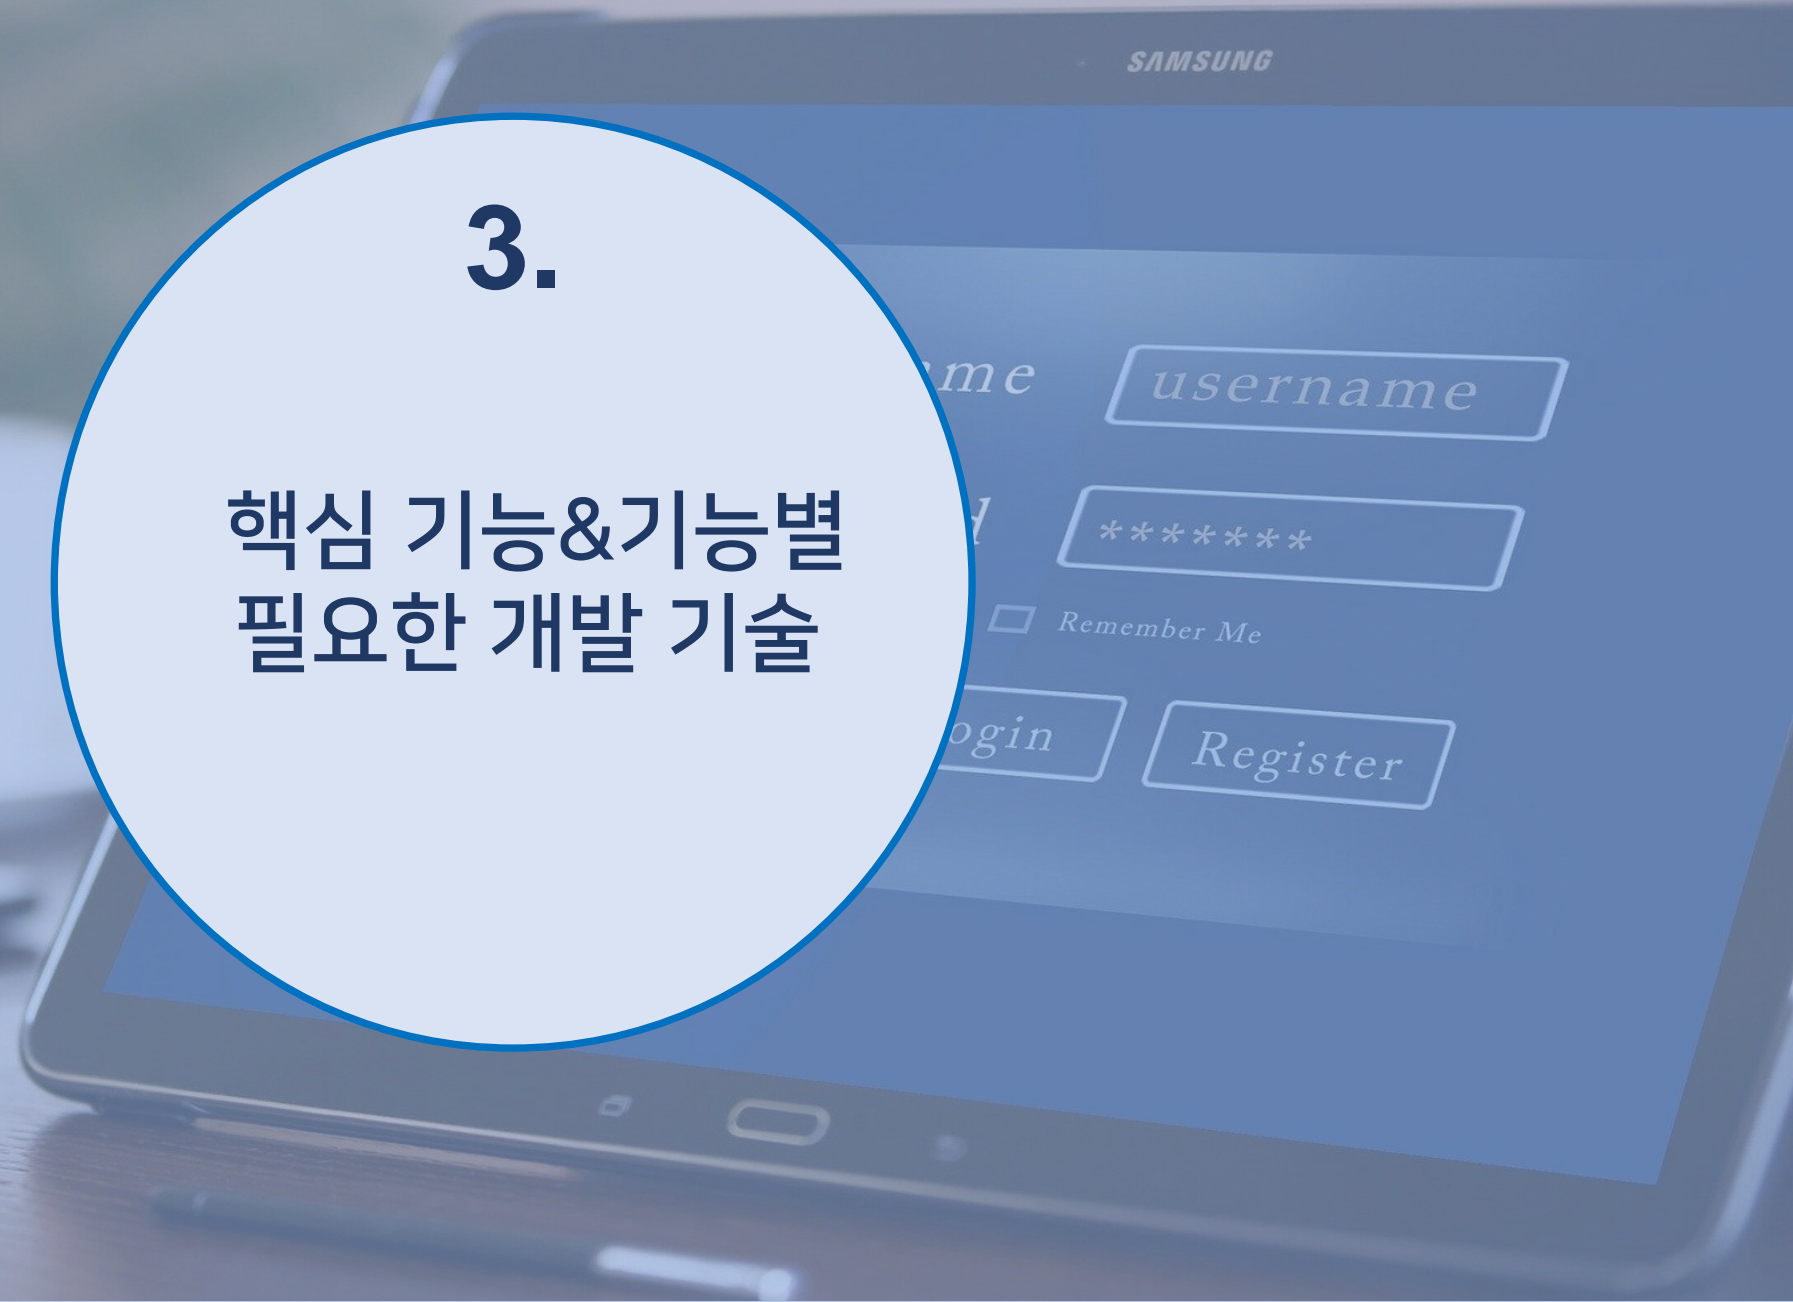 SAMSUNG
3.
핵심 기능&기능별
필요한 개발 기술
username
*******
Remember Me
Register